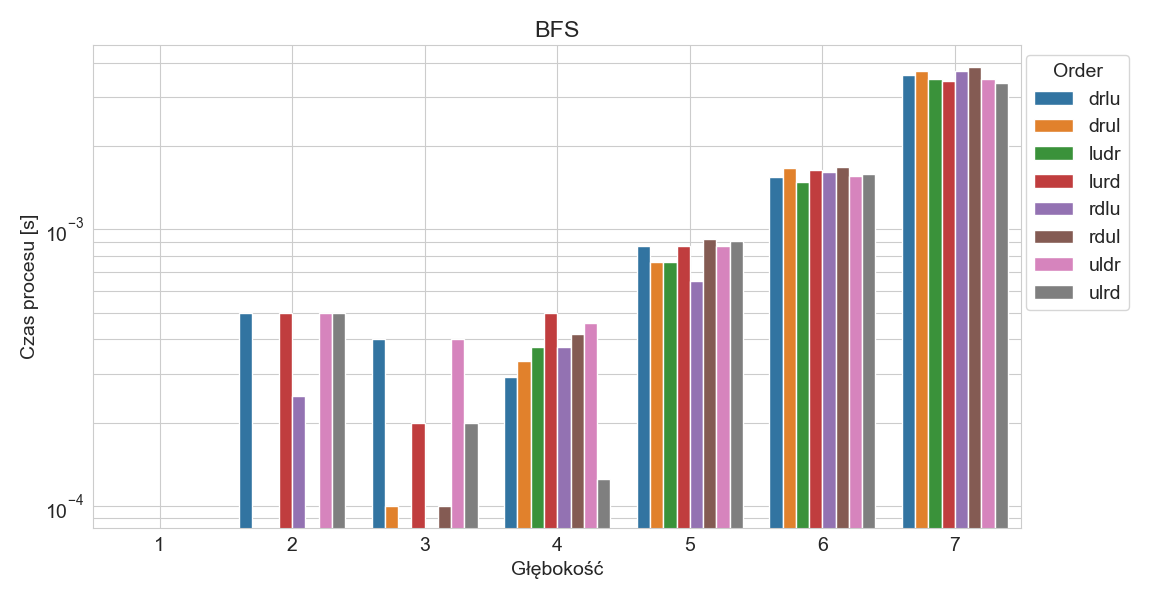 BFS
Czas procesu [s]
10⁻³
10⁻⁴
1 2 3 4 5 6 7
Głębokość
Order
drlu
drul
ludr
lurd
rdlu
rdul
uldr
ulrd